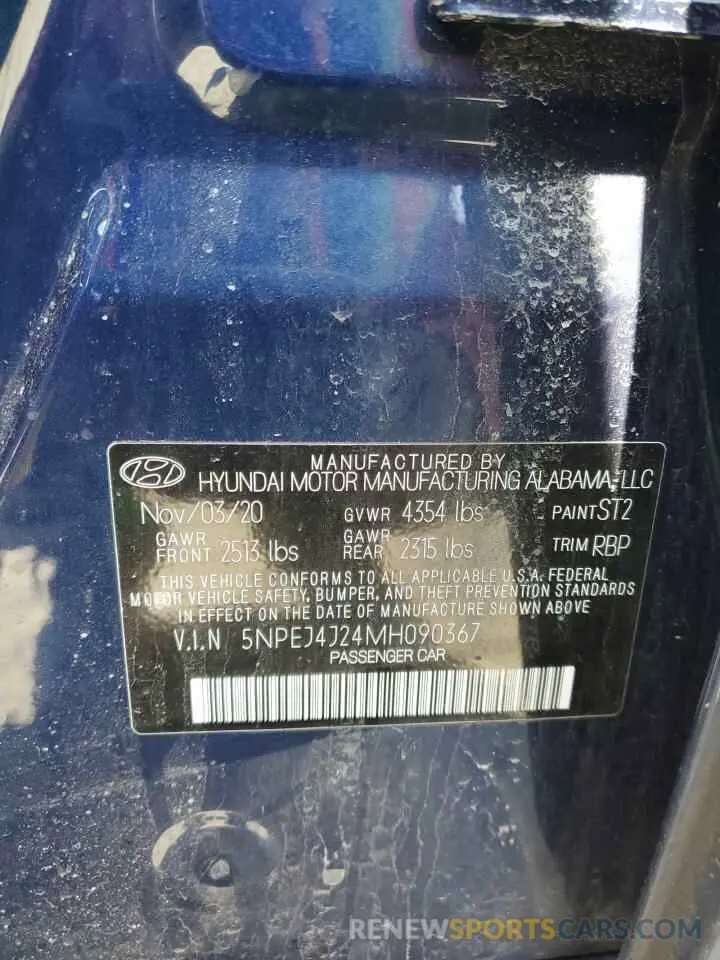 MANUFACTURED BY
HYUNDAI MOTOR MANUFACTURING ALABAMA, LLC
Nov/03/20 GVWR 4354 lbs PAINT ST2
GAWR FRONT 2513 lbs GAWR REAR 2315 lbs TRIM RBP
THIS VEHICLE CONFORMS TO ALL APPLICABLE U.S.A. FEDERAL
MOTOR VEHICLE SAFETY, BUMPER, AND THEFT PREVENTION STANDARDS
IN EFFECT ON THE DATE OF MANUFACTURE SHOWN ABOVE
V.I.N 5NPEJ4J24MH090367
PASSENGER CAR
RENEWSPORTSCARS.COM